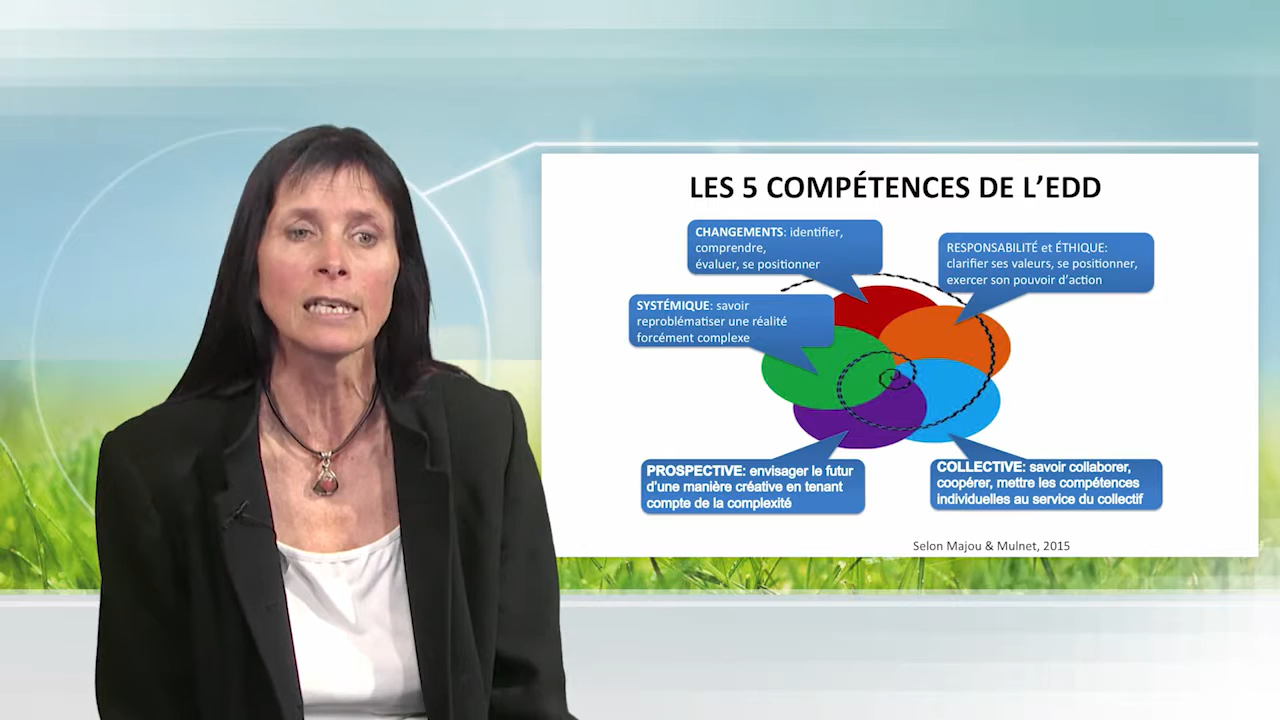 LES 5 COMPÉTENCES DE L'EDD
CHANGEMENTS: identifier,
comprendre,
évaluer, se positionner
RESPONSABILITÉ et ÉTHIQUE:
clarifier ses valeurs, se positionner,
exercer son pouvoir d'action
SYSTÉMIQUE: savoir
reproblématiser une réalité
forcément complexe
PROSPECTIVE: envisager le futur
d'une manière créative en tenant
compte de la complexité
COLLECTIVE: savoir collaborer,
coopérer, mettre les compétences
individuelles au service du collectif
Selon Majou & Mulnet, 2015